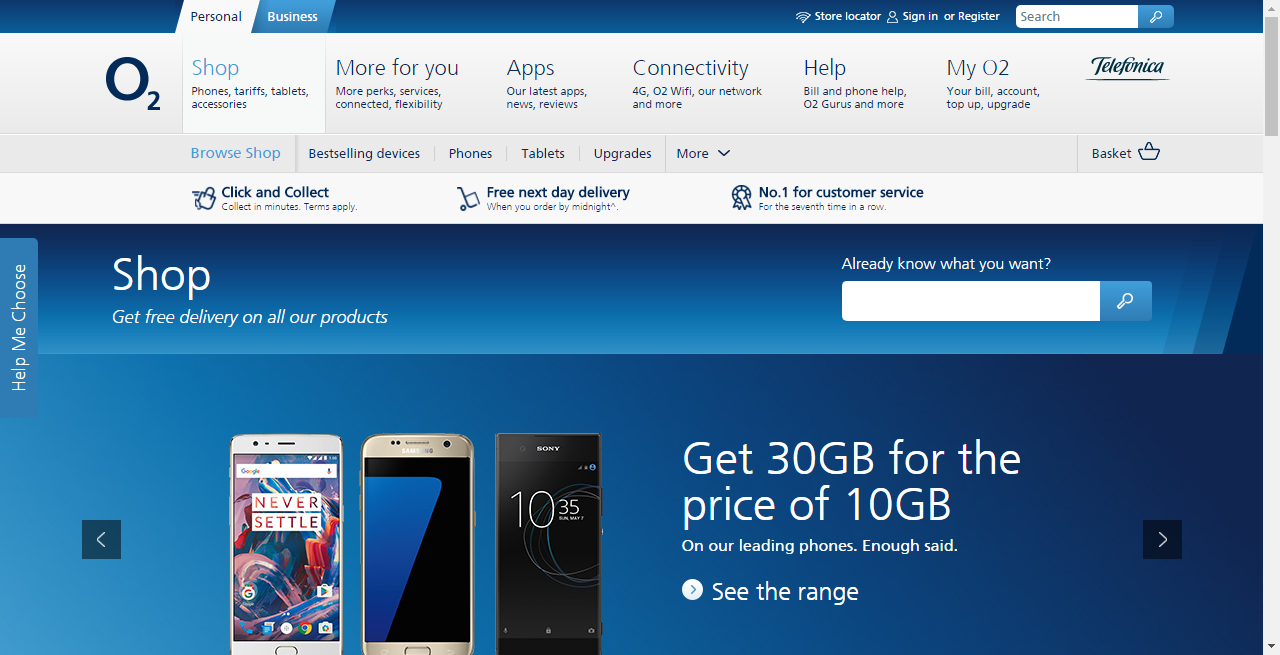 Personal
Business
Store locator
Sign in or Register
Search
O2
Shop
Phones, tariffs, tablets,
accessories
More for you
More perks, services,
connected, flexibility
Apps
Our latest apps,
news, reviews
Connectivity
4G, O2 Wifi, our network
and more
Help
Bill and phone help,
O2 Gurus and more
My O2
Your bill, account,
top up, upgrade
Telefónica
Browse Shop
Bestselling devices
Phones
Tablets
Upgrades
More
Basket
Click and Collect
Collect in minutes. Terms apply.
Free next day delivery
When you order by midnight^.
No.1 for customer service
For the seventh time in a row.
Help Me Choose
Shop
Get free delivery on all our products
Already know what you want?
Google
NEVER
SETTLE
SAMSUNG
SONY
10 35
SUN, MAY 7
Get 30GB for the
price of 10GB
On our leading phones. Enough said.
See the range